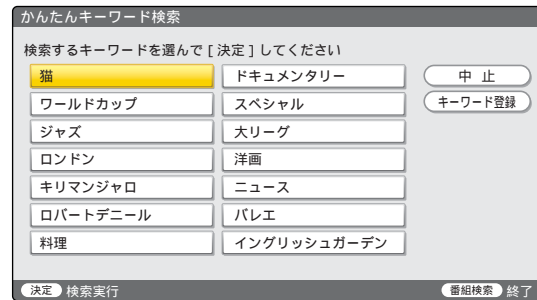 かんたんキーワード検索
検索するキーワードを選んで［決定］してください
猫
ドキュメンタリー
中 止
ワールドカップ
スペシャル
キーワード登録
ジャズ
大リーグ
ロンドン
洋画
キリマンジャロ
ニュース
ロバートデニール
バレエ
料理
イングリッシュガーデン
決定 検索実行
番組検索 終了